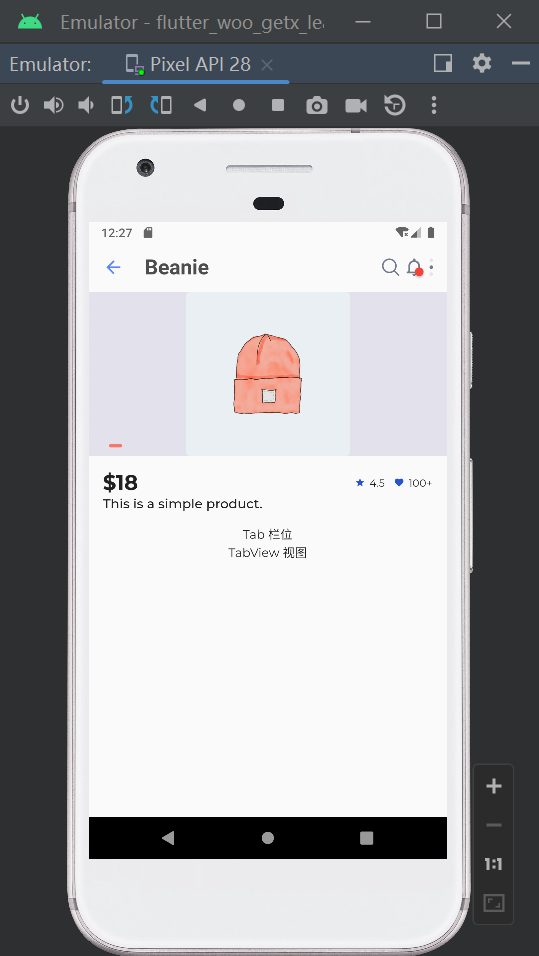 Emulator - flutter_woo_getx_le
Emulator: Pixel API 28
12:27
Beanie
$18 4.5 100+
This is a simple product.
Tab 栏位
TabView 视图
1:1